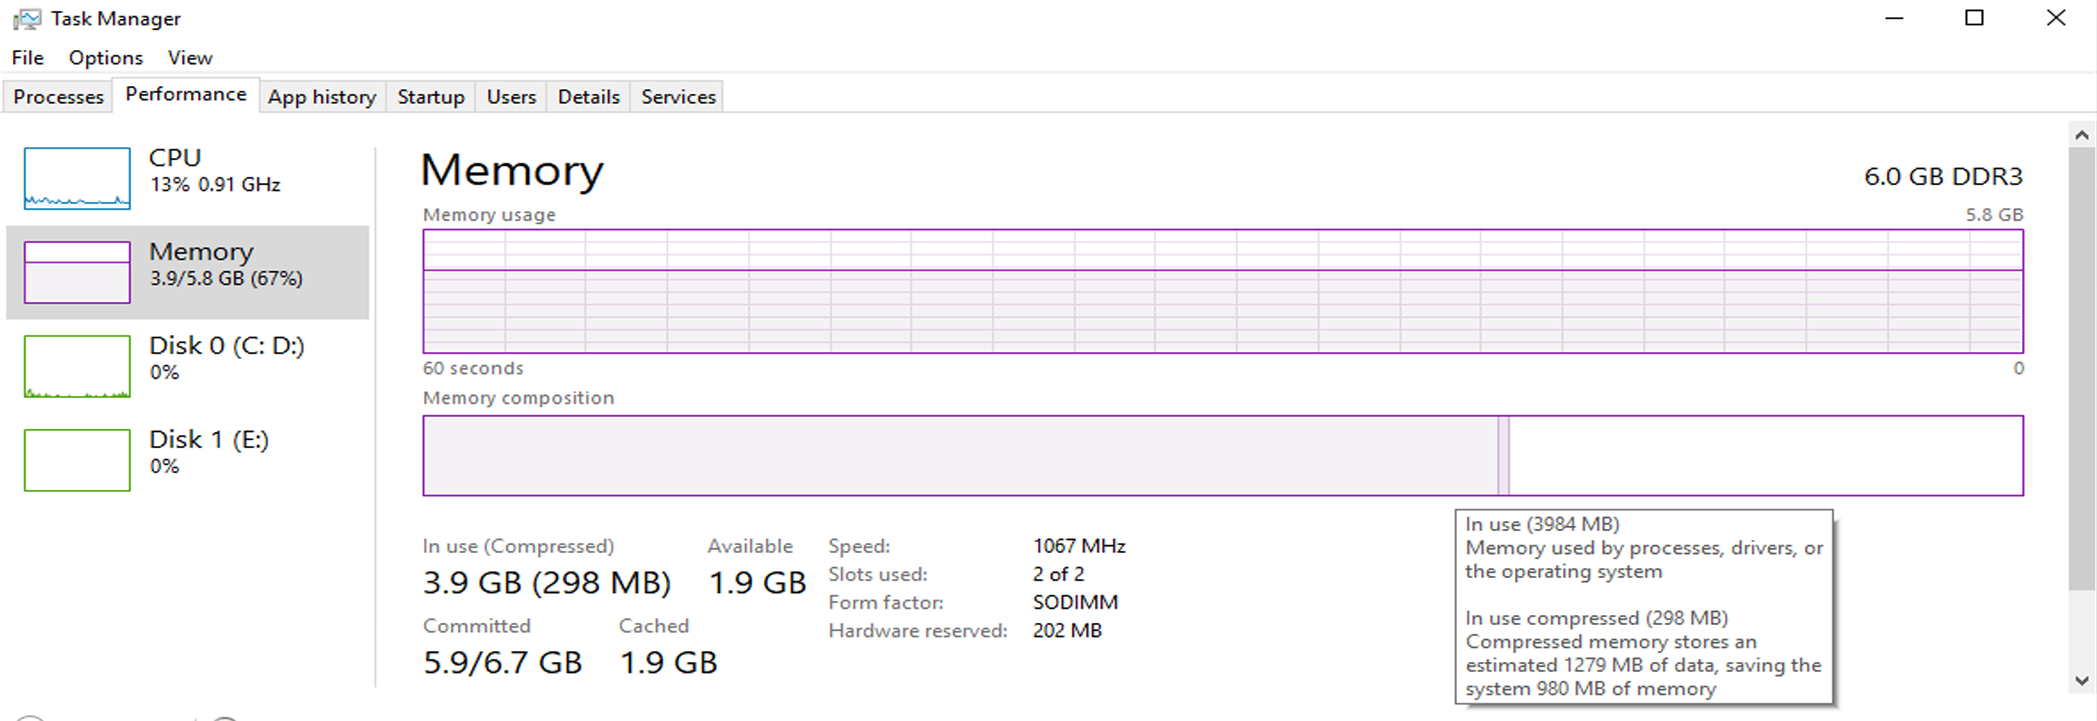 Task Manager
File Options View
Processes Performance App history Startup Users Details Services
CPU
13% 0.91 GHz
Memory
3.9/5.8 GB (67%)
Disk 0 (C: D:)
0%
Disk 1 (E:)
0%
Memory 6.0 GB DDR3
Memory usage 5.8 GB
60 seconds 0
Memory composition
In use (Compressed) Available
3.9 GB (298 MB) 1.9 GB
Committed Cached
5.9/6.7 GB 1.9 GB
Speed: 1067 MHz
Slots used: 2 of 2
Form factor: SODIMM
Hardware reserved: 202 MB
In use (3984 MB)
Memory used by processes, drivers, or
the operating system
In use compressed (298 MB)
Compressed memory stores an
estimated 1279 MB of data, saving the
system 980 MB of memory